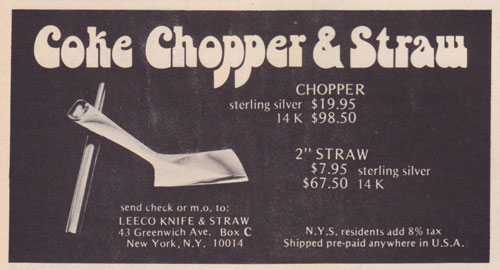 Coke Chopper & Straw
CHOPPER
sterling silver $19.95
14 K $98.50
2" STRAW
$7.95 sterling silver
$67.50 14 K
send check or m.o. to:
LEECO KNIFE & STRAW
43 Greenwich Ave. Box C
New York, N.Y. 10014
N.Y.S. residents add 8% tax
Shipped pre-paid anywhere in U.S.A.